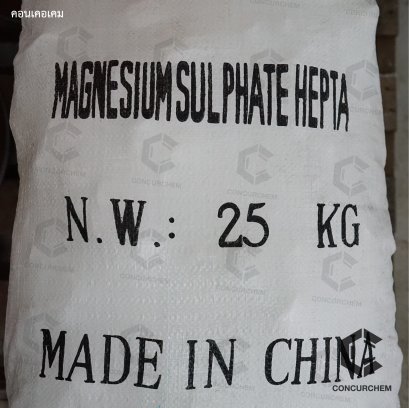 คอนเคอเคม
MAGNESIUM SULPHATE HEPTA
N.W.: 25 KG
MADE IN CHINA
CONCURCHEM